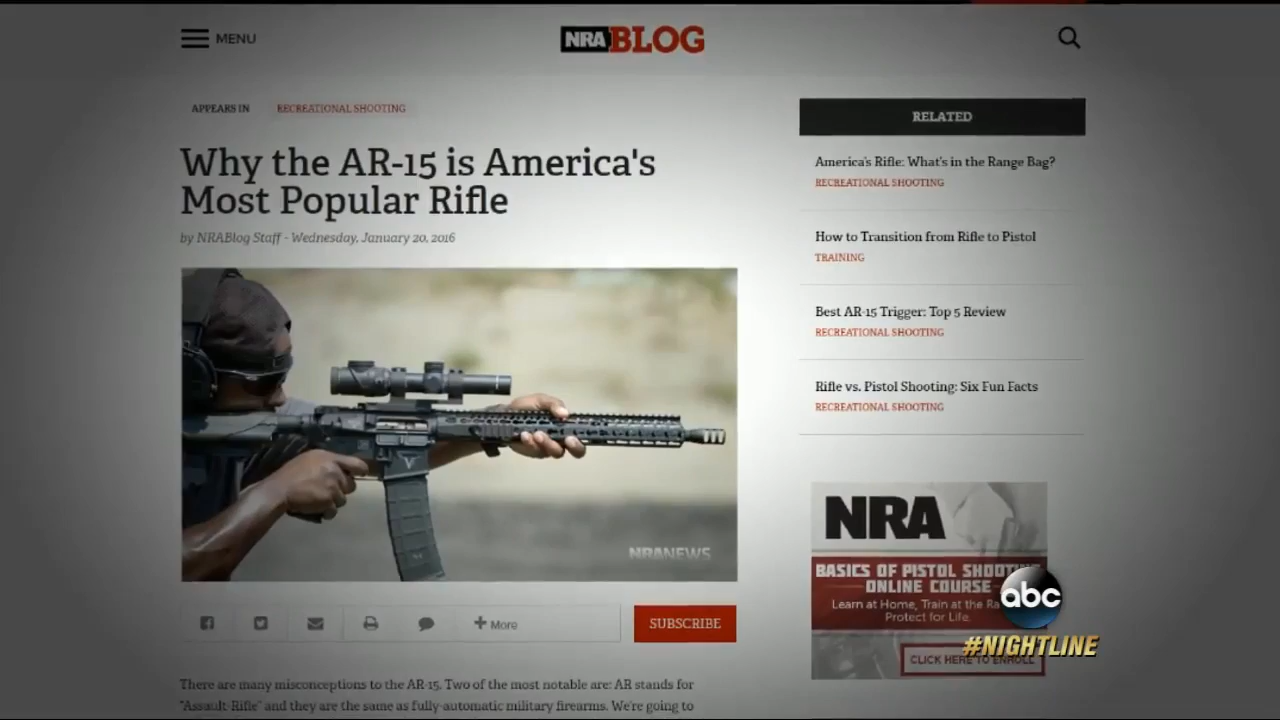 MENU
NRA BLOG
APPEARS IN RECREATIONAL SHOOTING
Why the AR-15 is America's
Most Popular Rifle
by NRABlog Staff - Wednesday, January 20, 2016
NRANEWS
More
SUBSCRIBE
There are many misconceptions to the AR-15. Two of the most notable are: AR stands for
"Assault-Rifle" and they are the same as fully-automatic military firearms. We're going to
RELATED
America's Rifle: What's in the Range Bag?
RECREATIONAL SHOOTING
How to Transition from Rifle to Pistol
TRAINING
Best AR-15 Trigger: Top 5 Review
RECREATIONAL SHOOTING
Rifle vs. Pistol Shooting: Six Fun Facts
RECREATIONAL SHOOTING
NRA
BASICS OF PISTOL
ONLINE COURSE
Learn at Home, Train at the
Protect for Life.
CLICK HERE TO ENROLL
abc
#NIGHTLINE